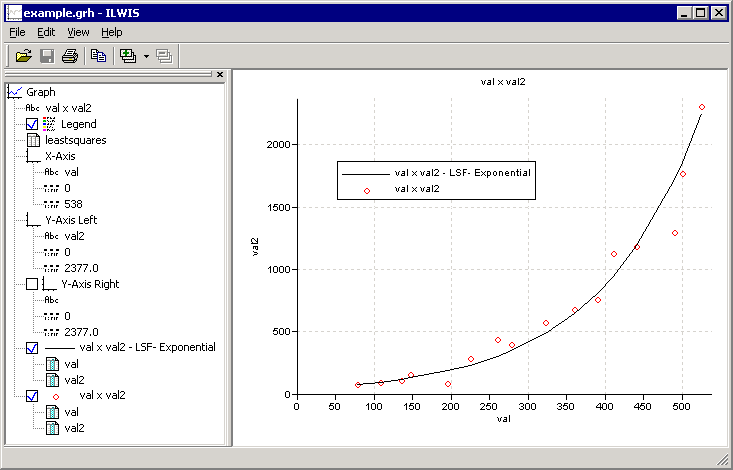 example.grh - ILWIS
File Edit View Help
Graph
Abc val x val2
Legend
leastsquares
X-Axis
Abc val
0
538
Y-Axis Left
Abc val2
0
2377.0
Y-Axis Right
Abc
0
2377.0
val x val2 - LSF- Exponential
val
val2
val x val2
val
val2
val x val2
val x val2 - LSF- Exponential
val x val2
2000
1500
1000
500
0
val2
0 50 100 150 200 250 300 350 400 450 500
val